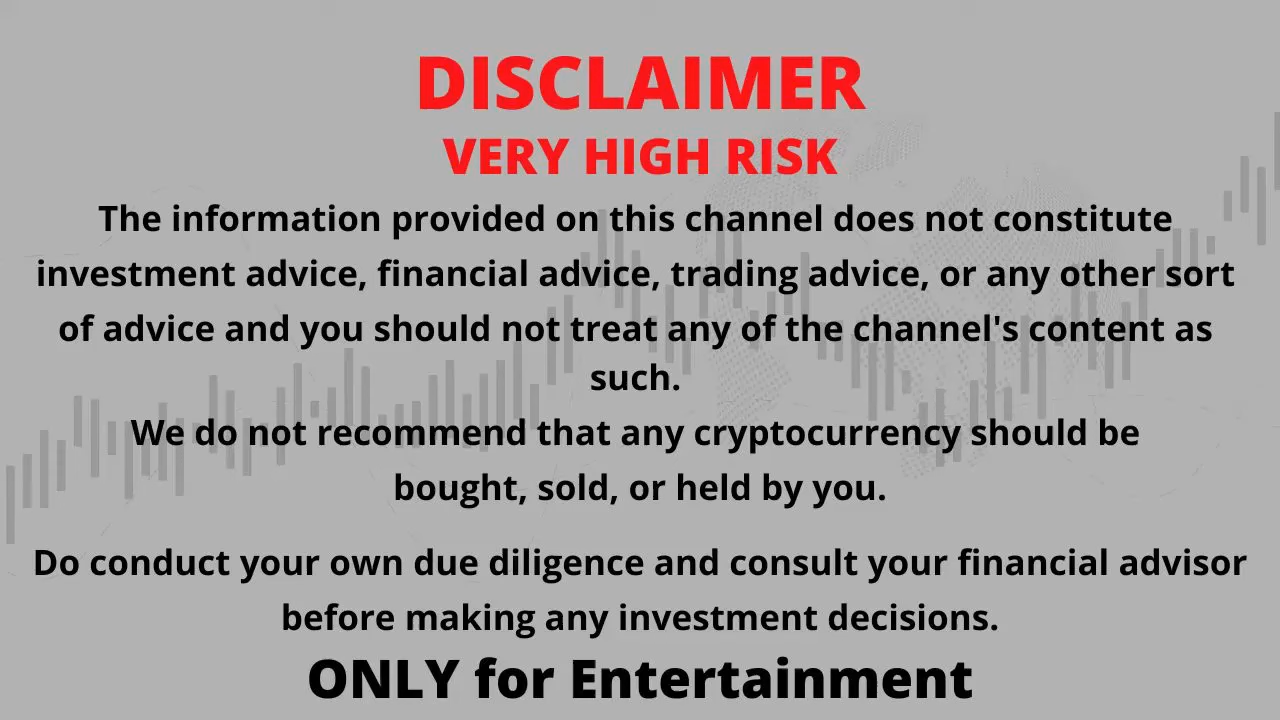 DISCLAIMER
VERY HIGH RISK
The information provided on this channel does not constitute
investment advice, financial advice, trading advice, or any other sort
of advice and you should not treat any of the channel's content as
such.
We do not recommend that any cryptocurrency should be
bought, sold, or held by you.
Do conduct your own due diligence and consult your financial advisor
before making any investment decisions.
ONLY for Entertainment